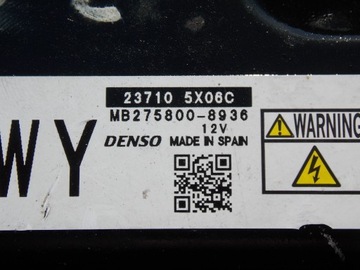 23710 5X06C
MB275800-8936
12V
DENSO MADE IN SPAIN
WY
WARNING